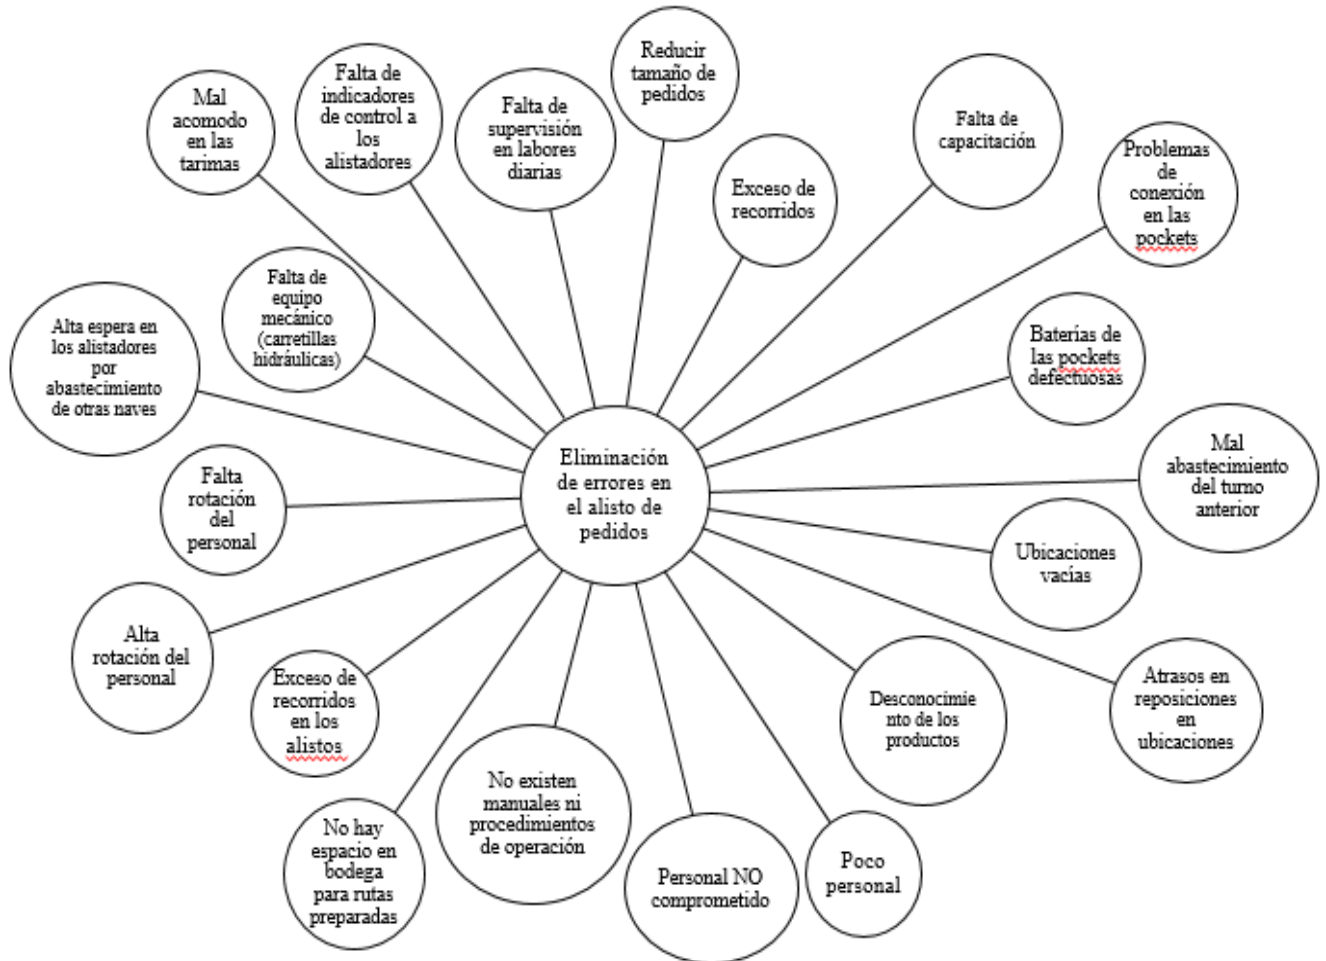 Reducir
tamaño de
pedidos
Falta de
indicadores
de control a
los
alistadores
Mal
acomodo
en las
tarimas
Falta de
supervisión
en labores
diarias
Falta de
capacitación
Problemas
de
conexión
en las
pockets
Exceso de
recorridos
Falta de
equipo
mecánico
(carretillas
hidráulicas)
Alta espera en
los alistadores
por
abastecimiento
de otras naves
Baterías de
las pockets
defectuosas
Mal
abastecimiento
del turno
anterior
Eliminación
de errores en
el alisto de
pedidos
Falta
rotación
del
personal
Ubicaciones
vacías
Alta
rotación del
personal
Exceso de
recorridos
en los
alistos
Desconocimie
nto de los
productos
Atrasos en
reposiciones
en
ubicaciones
No existen
manuales ni
procedimientos
de operación
No hay
espacio en
bodega
para rutas
preparadas
Personal NO
comprometido
Poco
personal